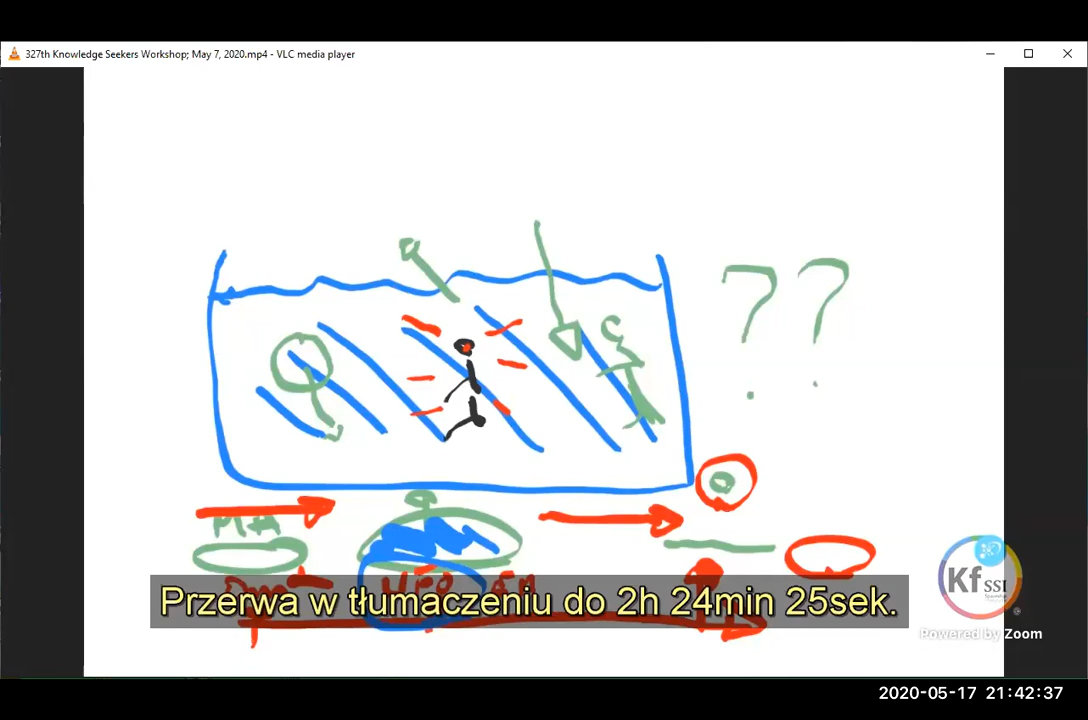 327th Knowledge Seekers Workshop; May 7, 2020.mp4 - VLC media player
? ?
Przerwa w tłumaczeniu do 2h 24min 25sek.
Kf SSI
Powered by Zoom
2020-05-17 21:42:37